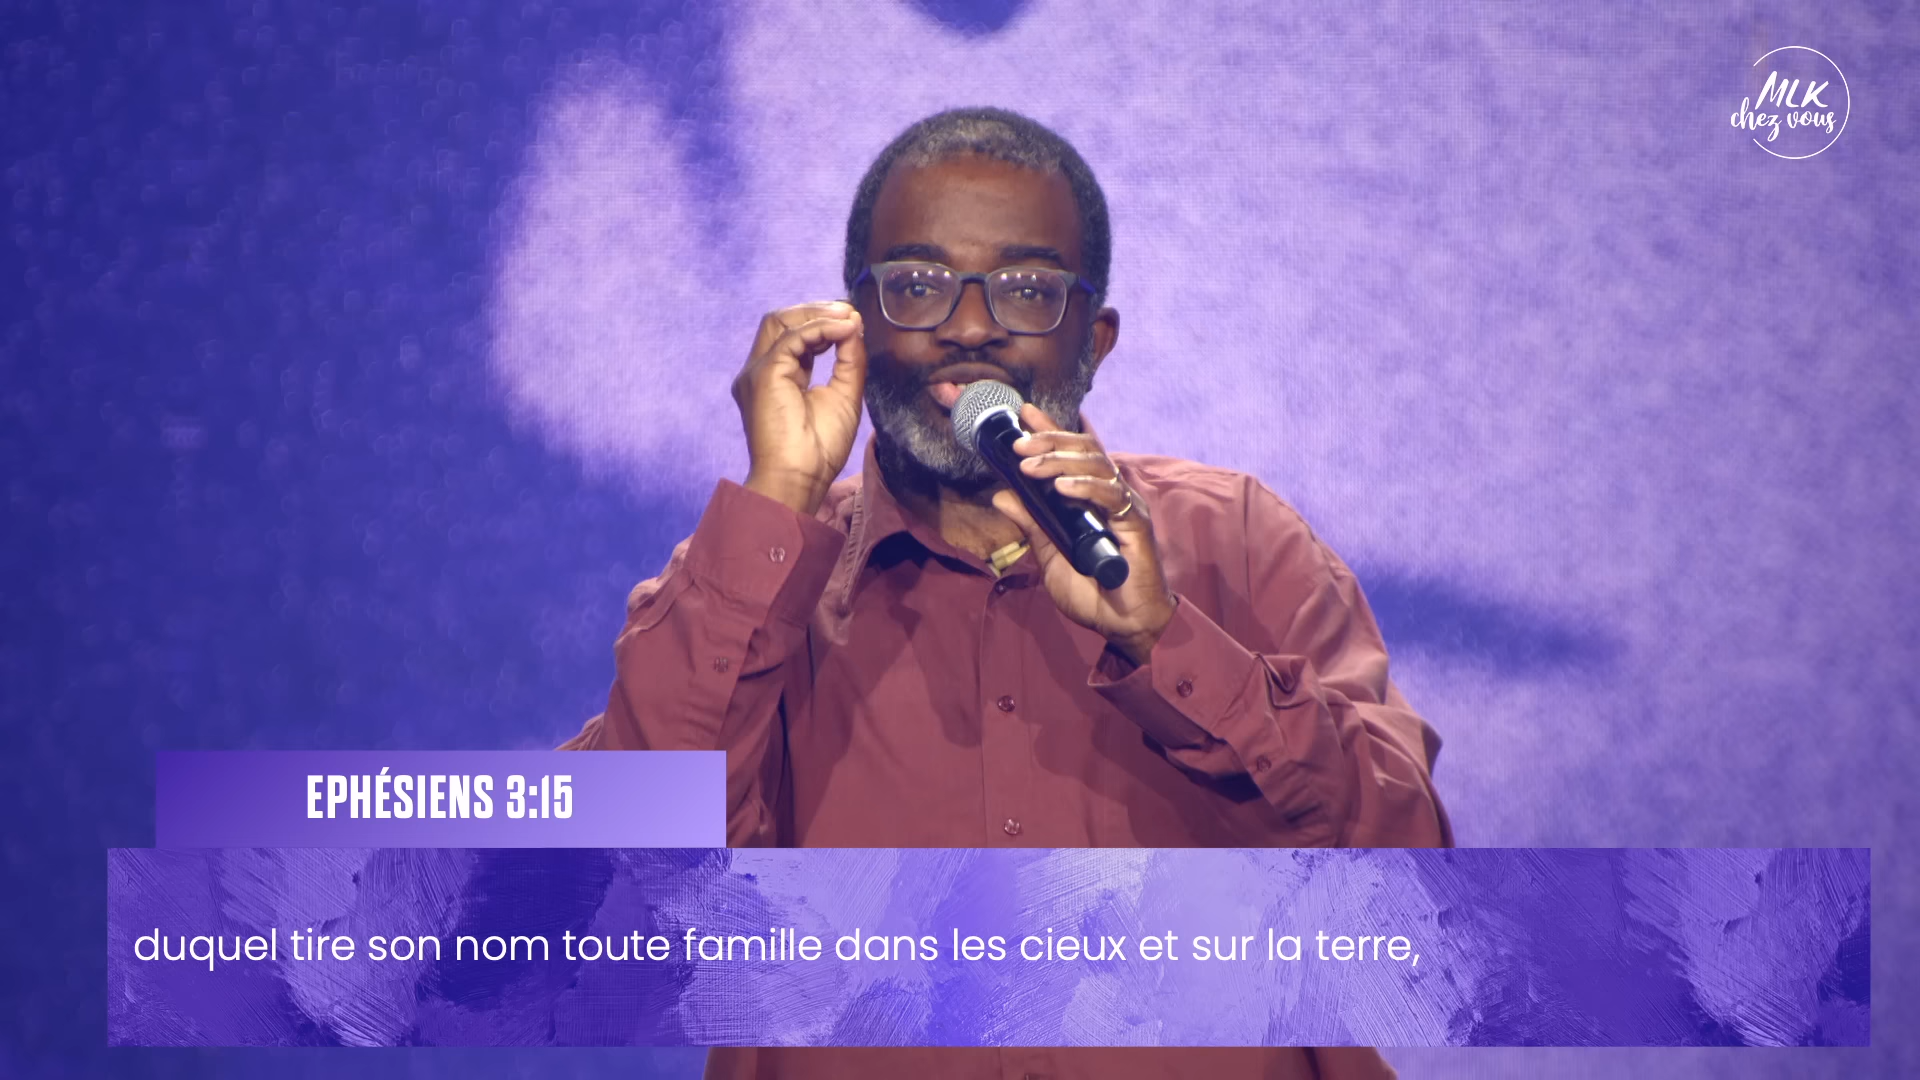 MLK
chez vous
EPHÉSIENS 3:15
duquel tire son nom toute famille dans les cieux et sur la terre,